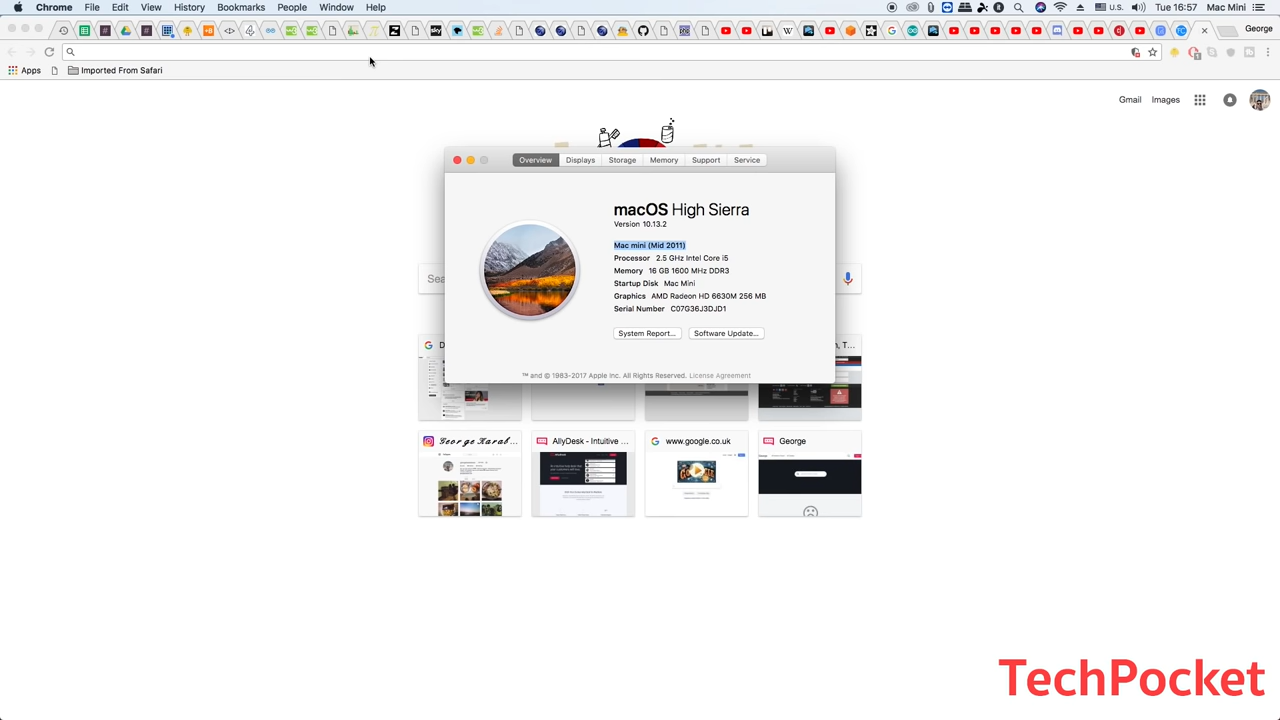 Chrome File Edit View History Bookmarks People Window Help U.S. Tue 16:57 Mac Mini
George
Apps Imported From Safari
Gmail Images
Overview Displays Storage Memory Support Service
macOS High Sierra
Version 10.13.2
Mac mini (Mid 2011)
Processor 2.5 GHz Intel Core i5
Memory 16 GB 1600 MHz DDR3
Startup Disk Mac Mini
Graphics AMD Radeon HD 6630M 256 MB
Serial Number C07G36J3DJD1
System Report... Software Update...
™ and © 1983-2017 Apple Inc. All Rights Reserved. License Agreement
Sea
D
, T...
George Karab... AllyDesk - Intuitive ... www.google.co.uk George
TechPocket